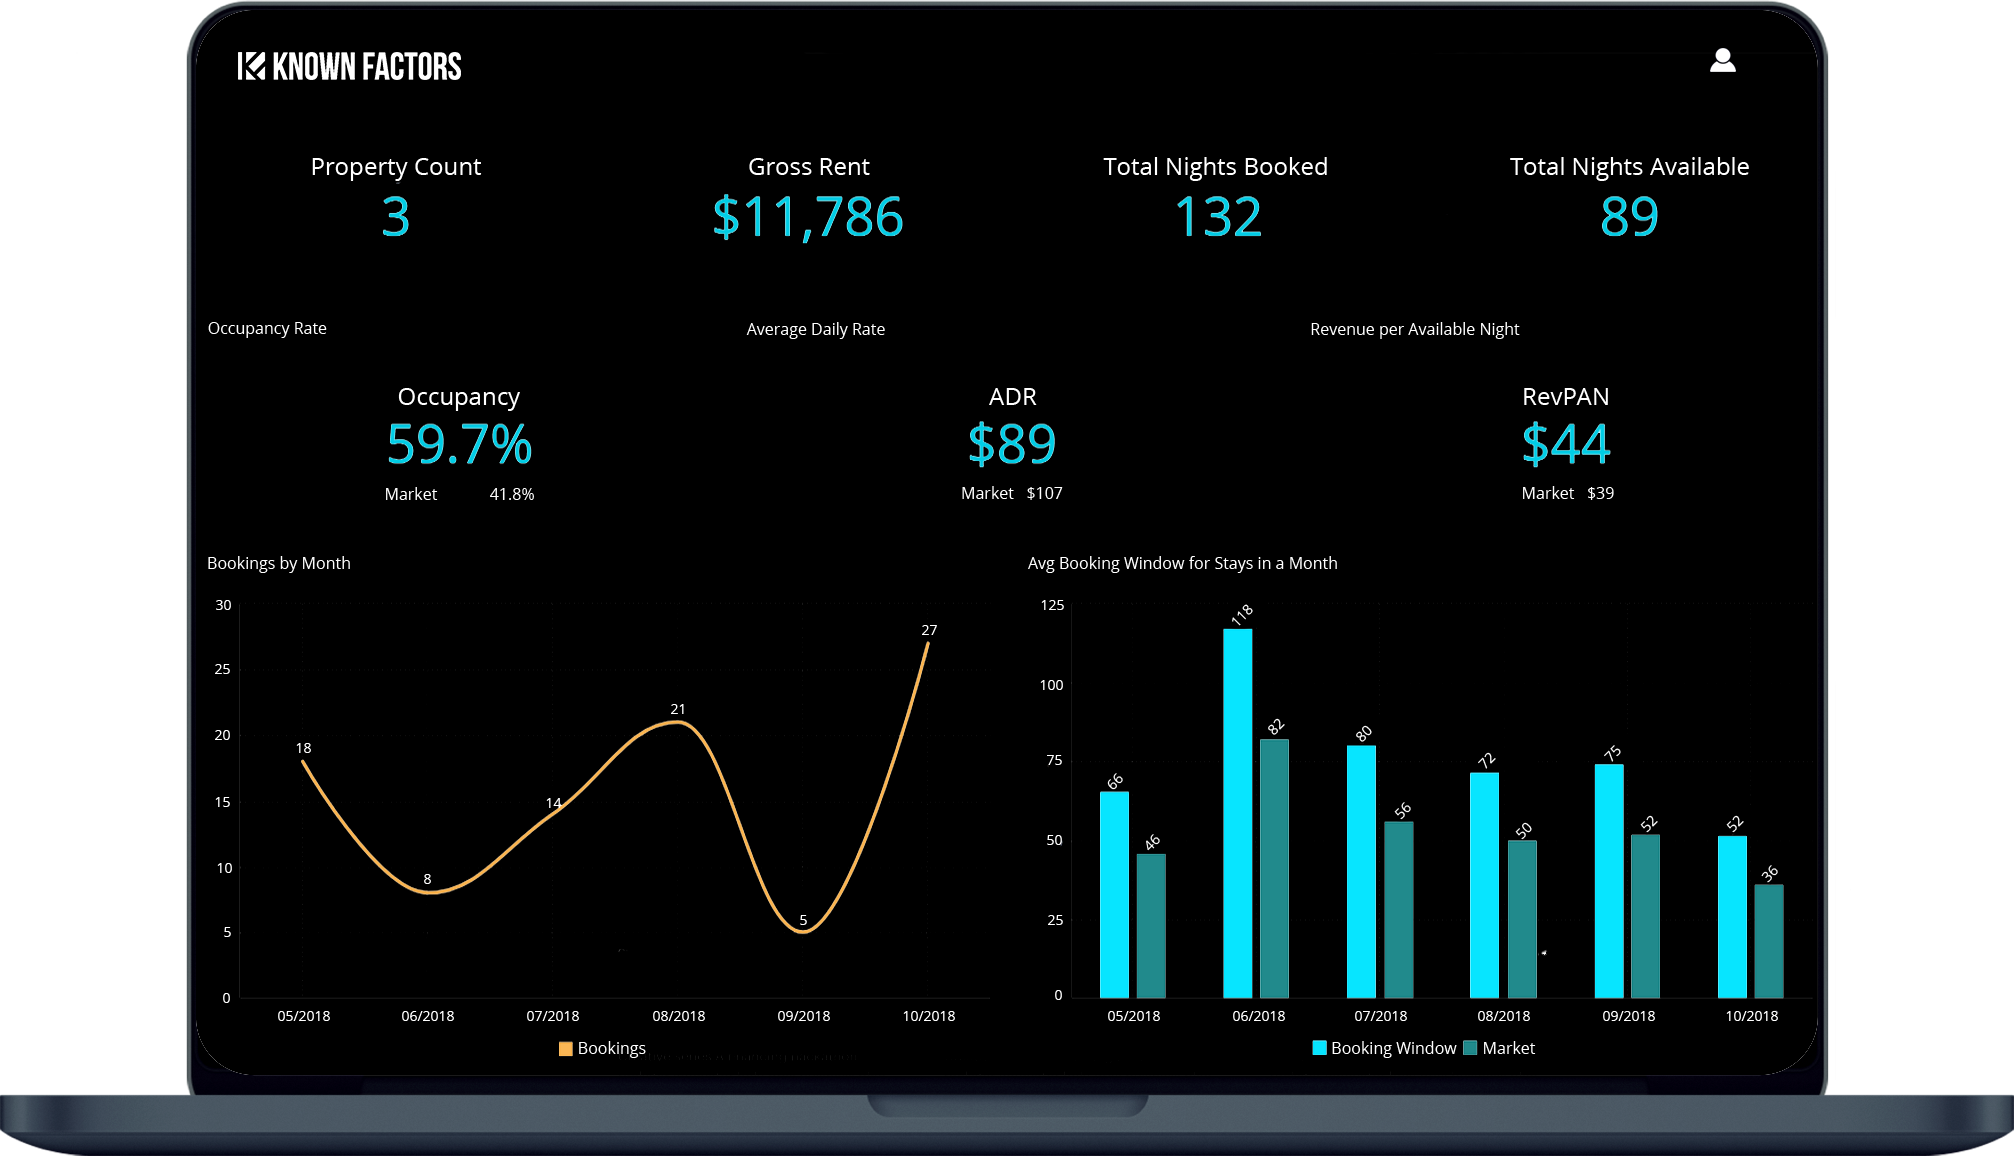 KNOWN FACTORS
Property Count
3
Gross Rent
$11,786
Total Nights Booked
132
Total Nights Available
89
Occupancy Rate
Average Daily Rate
Revenue per Available Night
Occupancy
59.7%
Market 41.8%
ADR
$89
Market $107
RevPAN
$44
Market $39
Bookings by Month
30
25
20
15
10
5
0
18
8
14
21
5
27
05/2018 06/2018 07/2018 08/2018 09/2018 10/2018
Bookings
Avg Booking Window for Stays in a Month
125
100
75
50
25
0
66
46
118
82
80
56
72
50
75
52
52
36
05/2018 06/2018 07/2018 08/2018 09/2018 10/2018
Booking Window Market